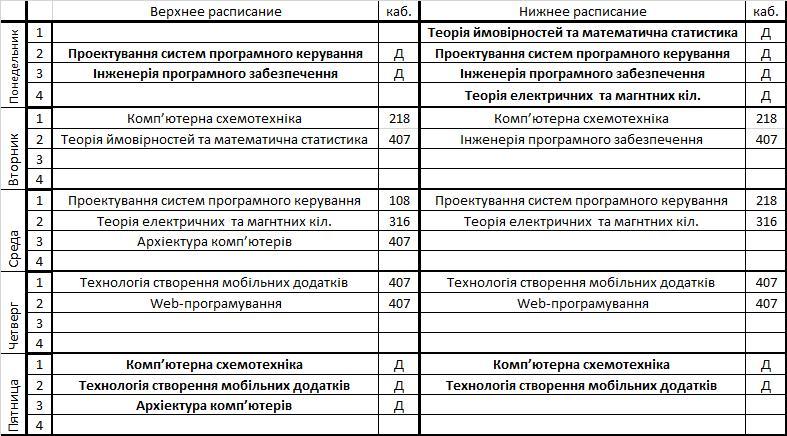 Верхнее расписание каб. Нижнее расписание каб.
Понедельник
1 Теорія ймовірностей та математична статистика Д
2 Проектування систем програмного керування Д Проектування систем програмного керування Д
3 Інженерія програмного забезпечення Д Інженерія програмного забезпечення Д
4 Теорія електричних та магнтних кіл. Д
Вторник
1 Комп’ютерна схемотехніка 218 Комп’ютерна схемотехніка 218
2 Теорія ймовірностей та математична статистика 407 Інженерія програмного забезпечення 407
3
4
Среда
1 Проектування систем програмного керування 108 Проектування систем програмного керування 218
2 Теорія електричних та магнтних кіл. 316 Теорія електричних та магнтних кіл. 316
3 Архіектура комп’ютерів 407
4
Четверг
1 Технологія створення мобільних додатків 407 Технологія створення мобільних додатків 407
2 Web-програмування 407 Web-програмування 407
3
4
Пятница
1 Комп’ютерна схемотехніка Д Комп’ютерна схемотехніка Д
2 Технологія створення мобільних додатків Д Технологія створення мобільних додатків Д
3 Архіектура комп’ютерів Д
4